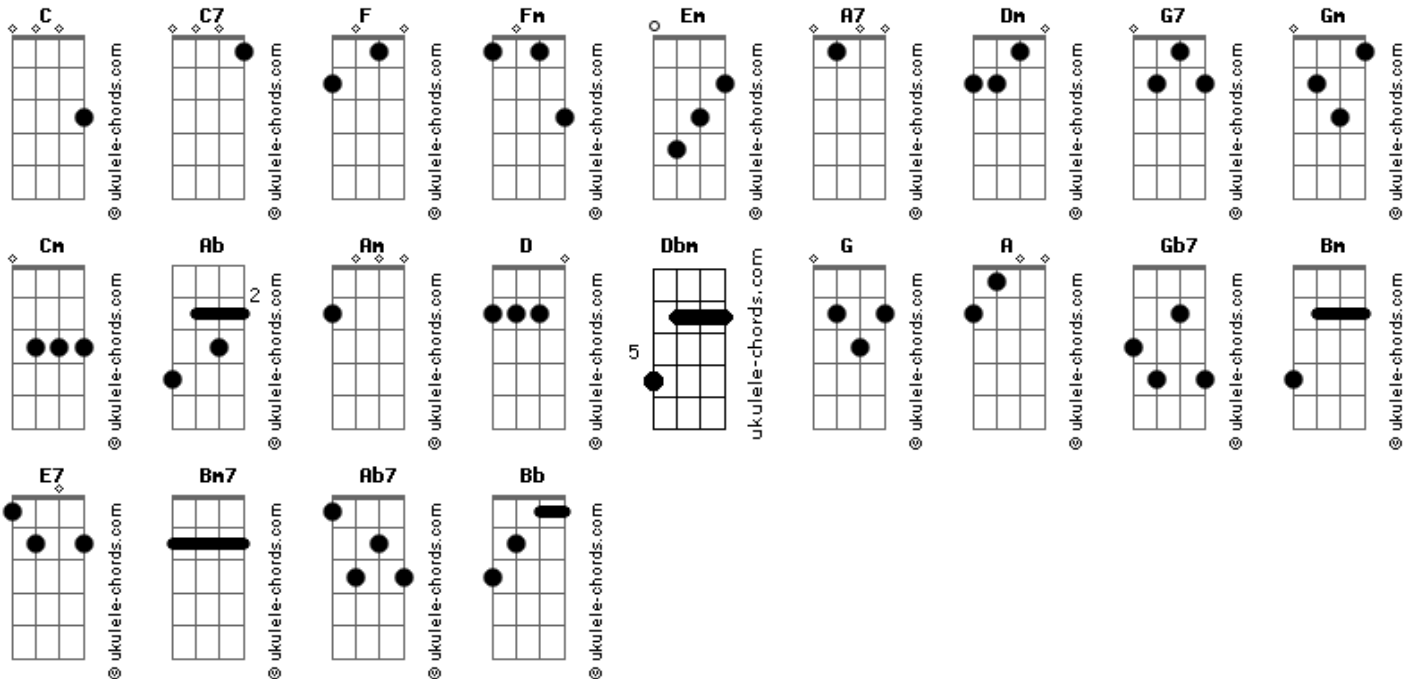 C C7 F Fm Em A7 Dm G7 Gm
© ukulele-chords.com © ukulele-chords.com © ukulele-chords.com © ukulele-chords.com © ukulele-chords.com © ukulele-chords.com © ukulele-chords.com © ukulele-chords.com © ukulele-chords.com
Cm Ab Am D Dbm G A Gb7 Bm
2
5
© ukulele-chords.com © ukulele-chords.com © ukulele-chords.com © ukulele-chords.com ukulele-chords.com © ukulele-chords.com © ukulele-chords.com © ukulele-chords.com © ukulele-chords.com
E7 Bm7 Ab7 Bb
© ukulele-chords.com © ukulele-chords.com © ukulele-chords.com © ukulele-chords.com